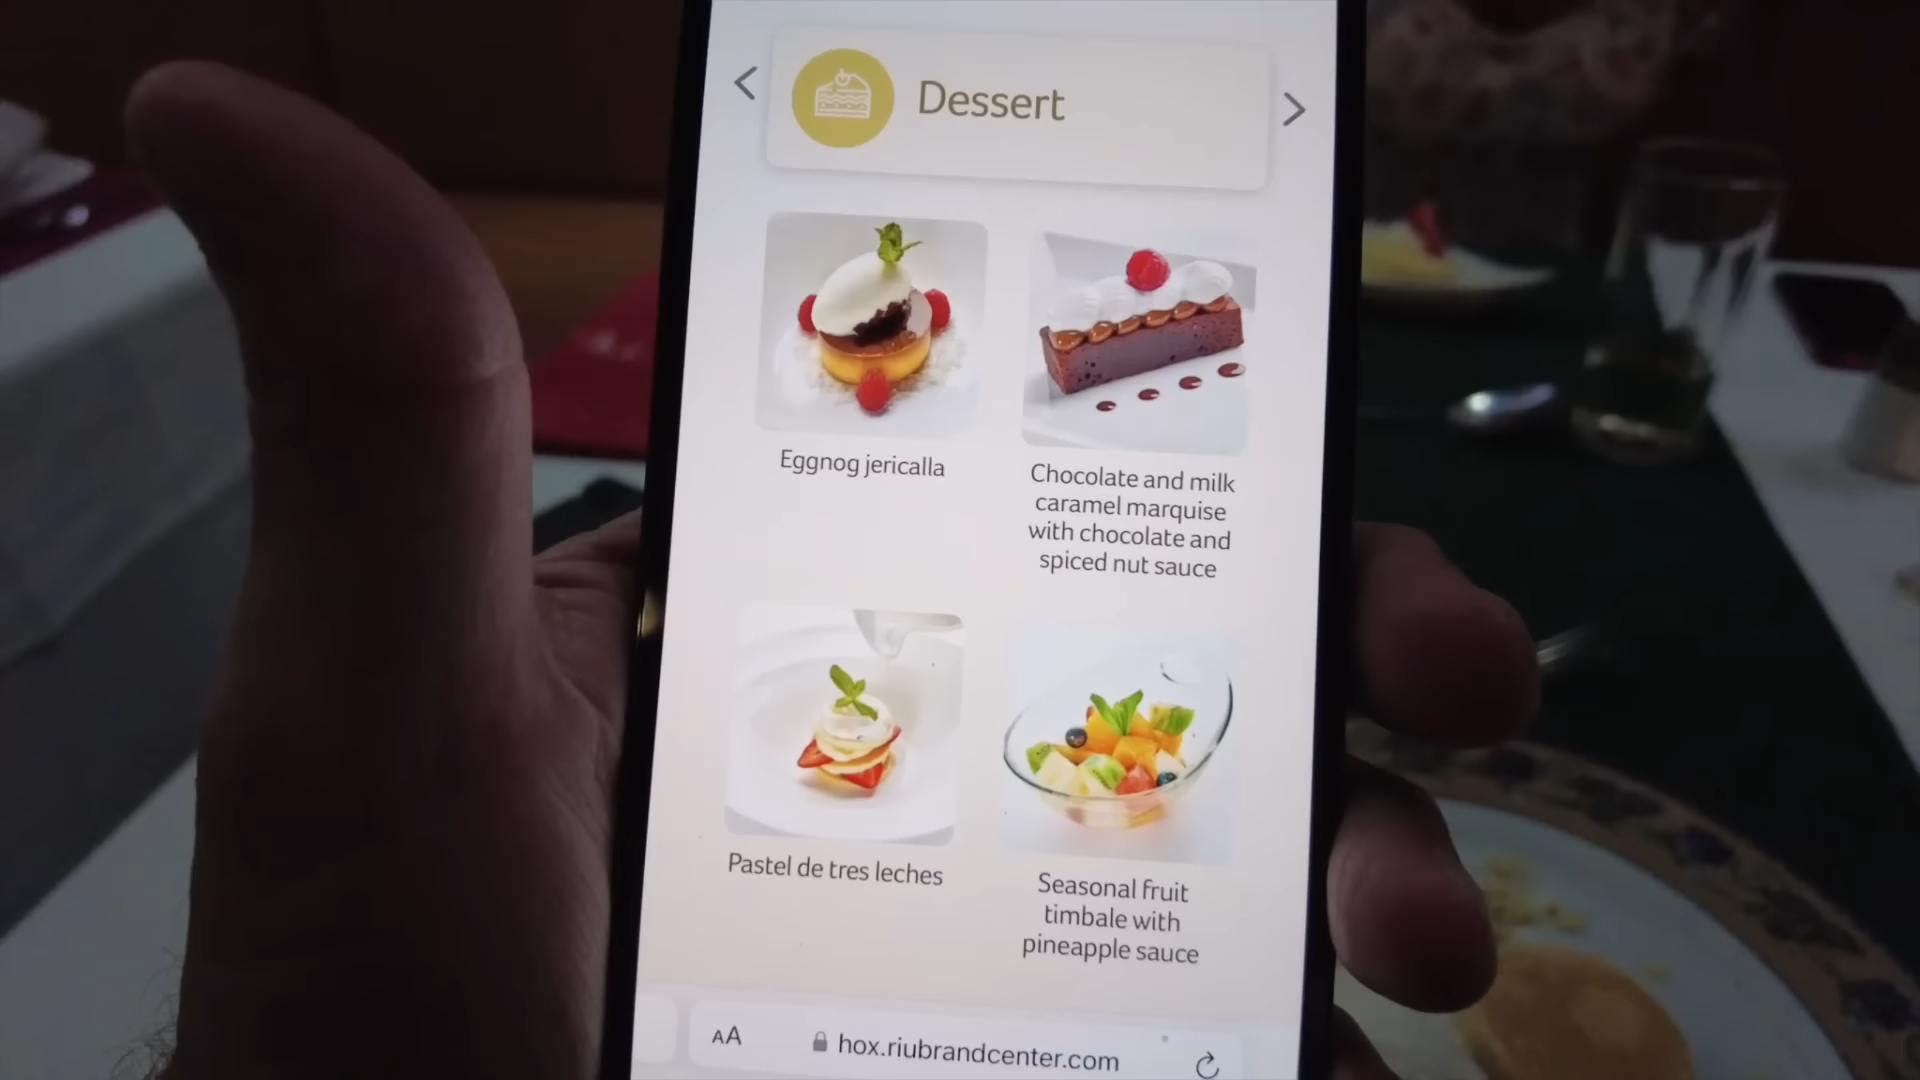 Dessert
Eggnog jericalla
Chocolate and milk
caramel marquise
with chocolate and
spiced nut sauce
Pastel de tres leches
Seasonal fruit
timbale with
pineapple sauce
AA
hox.riubrandcenter.com